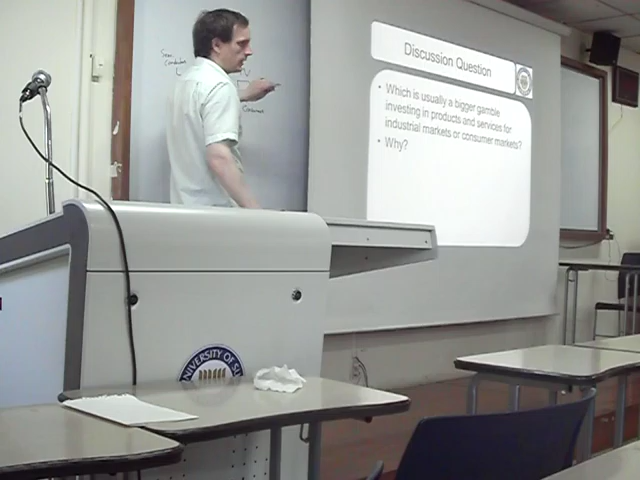 Discussion Question
• Which is usually a bigger gamble
investing in products and services for
industrial markets or consumer markets?
• Why?
UNIVERSITY OF